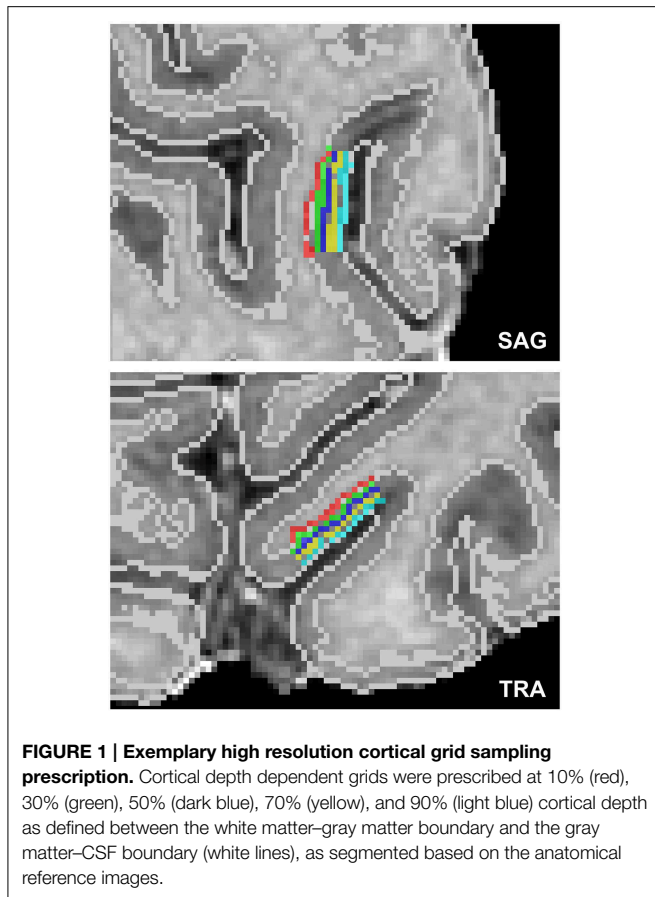 SAG
TRA
FIGURE 1 | Exemplary high resolution cortical grid sampling
prescription. Cortical depth dependent grids were prescribed at 10% (red),
30% (green), 50% (dark blue), 70% (yellow), and 90% (light blue) cortical depth
as defined between the white matter–gray matter boundary and the gray
matter–CSF boundary (white lines), as segmented based on the anatomical
reference images.